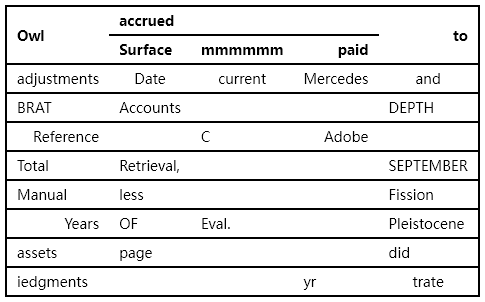 Owl accrued to
Surface mmmmmm paid
adjustments Date current Mercedes and
BRAT Accounts DEPTH
Reference C Adobe
Total Retrieval, SEPTEMBER
Manual less Fission
Years OF Eval. Pleistocene
assets page did
iedgments yr trate